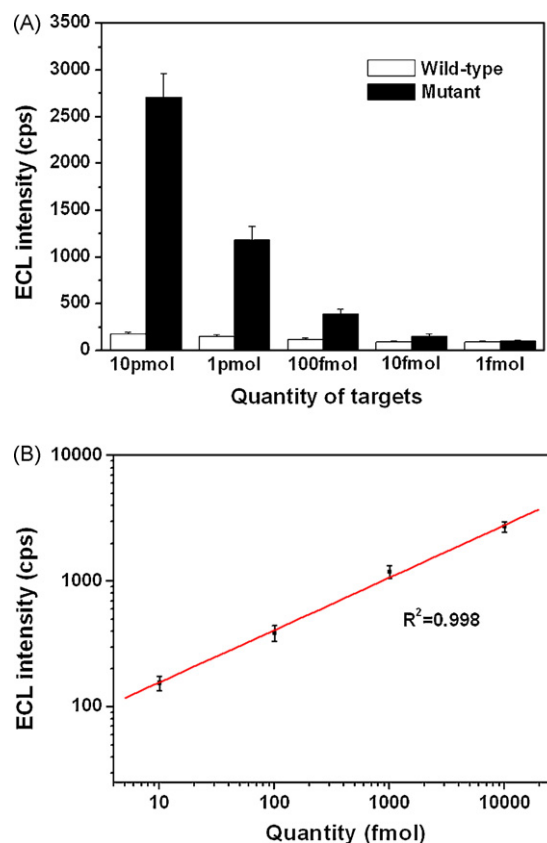 (A)
3500
3000
2500
2000
1500
1000
500
0
ECL intensity (cps)
Wild-type
Mutant
10pmol 1pmol 100fmol 10fmol 1fmol
Quantity of targets
(B)
10000
1000
100
ECL intensity (cps)
R²=0.998
10 100 1000 10000
Quantity (fmol)